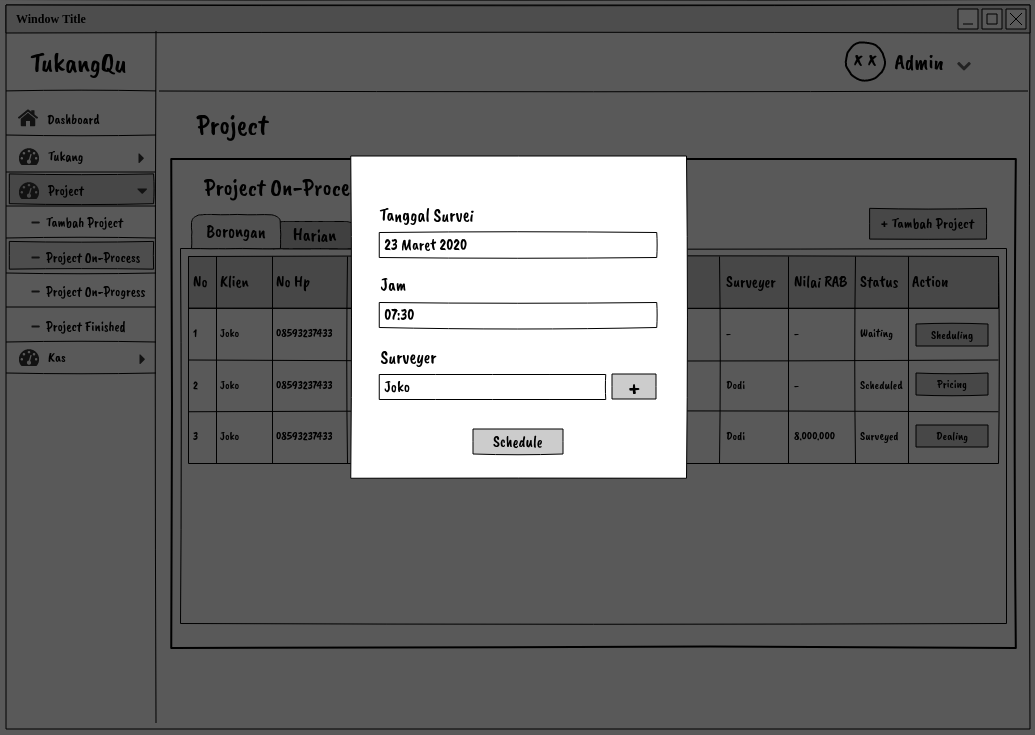 Window Title
TukangQu
Admin
Dashboard
Tukang
Project
Tambah Project
Project On-Process
Project On-Progress
Project Finished
Kas
Project
Project On-Proce
Borongan
Harian
+ Tambah Project
No Klien No Hp Surveyer Nilai RAB Status Action
1 Joko 08593237433 - - Waiting Sheduling
2 Joko 08593237433 Dodi - Scheduled Pricing
3 Joko 08593237433 Dodi 8,000,000 Surveyed Dealing
Tanggal Survei
23 Maret 2020
Jam
07:30
Surveyer
Joko +
Schedule